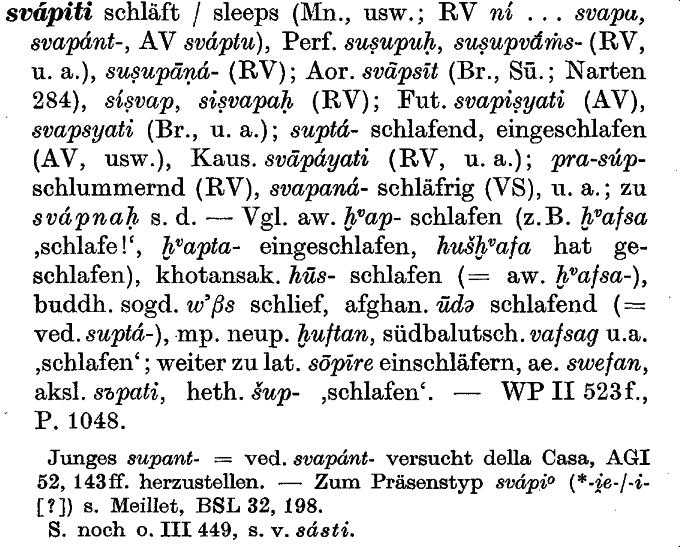 svápiti schläft / sleeps (Mn., usw.; RV ní . . . svapa,
svapánt-, AV sváptu), Perf. suṣupuḥ, suṣupvā́ṁs- (RV,
u. a.), suṣupāṇá- (RV); Aor. svāpsīt (Br., Sū.; Narten
284), síṣvap, siṣvapaḥ (RV); Fut. svapiṣyati (AV),
svapsyati (Br., u. a.); suptá- schlafend, eingeschlafen
(AV, usw.), Kaus. svāpáyati (RV, u. a.); pra-súp-
schlummernd (RV), svapaná- schläfrig (VS), u. a.; zu
svápnaḥ s. d. — Vgl. aw. ḫᵛap- schlafen (z. B. ḫᵛafsa
‚schlafe!‘, ḫᵛapta- eingeschlafen, hušḫᵛafa hat ge-
schlafen), khotansak. hūs- schlafen (= aw. ḫᵛafsa-),
buddh. sogd. w’βs schlief, afghan. ūdə schlafend (=
ved. suptá-), mp. neup. ḫuftan, südbalutsch. vafsag u.a.
‚schlafen‘; weiter zu lat. sōpīre einschläfern, ae. swefan,
aksl. sъpati, heth. šup- ‚schlafen‘. — WP II 523 f.,
P. 1048.
Junges supant- = ved. svapánt- versucht della Casa, AGI
52, 143 ff. herzustellen. — Zum Präsenstyp svápiᵒ (*-i̯e-/-i-
[?]) s. Meillet, BSL 32, 198.
S. noch o. III 449, s. v. sásti.